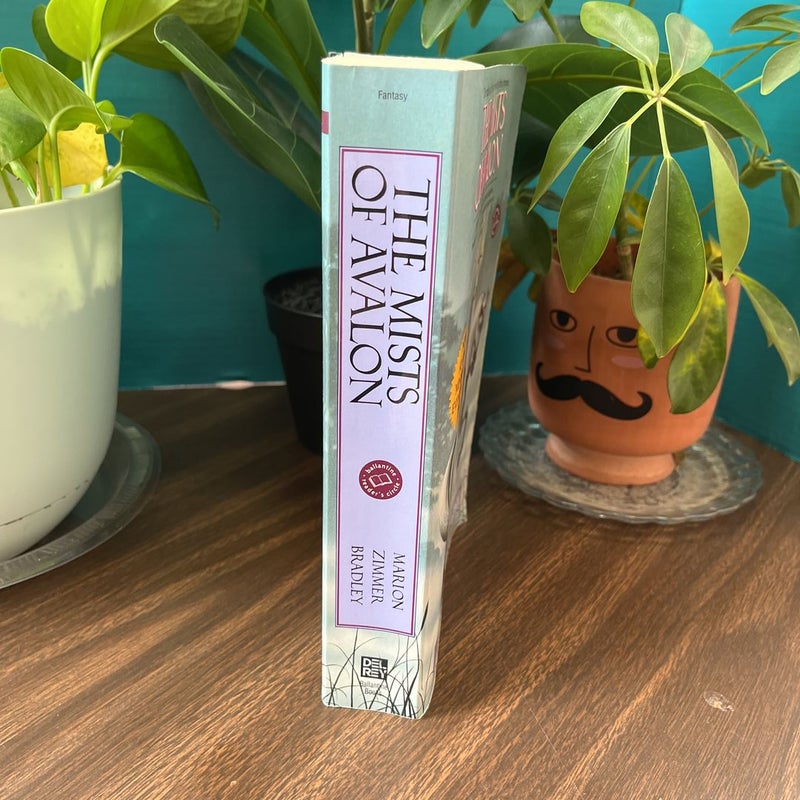 Fantasy
THE MISTS
OF AVALON
ballantine
reader's circle
MARION
ZIMMER
BRADLEY
DEL
REY
Ballantine
Books